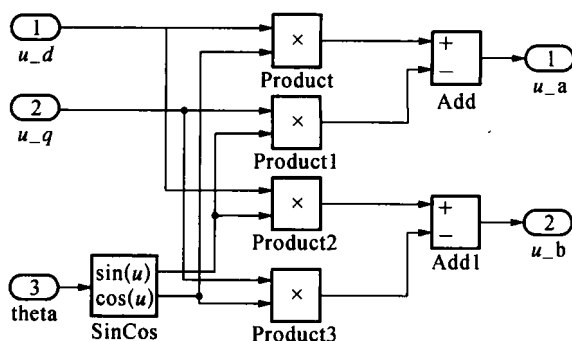 1
u_d
2
u_q
3
theta
sin(u)
cos(u)
SinCos
×
Product
×
Product1
×
Product2
×
Product3
+
−
Add
+
−
Add1
1
u_a
2
u_b